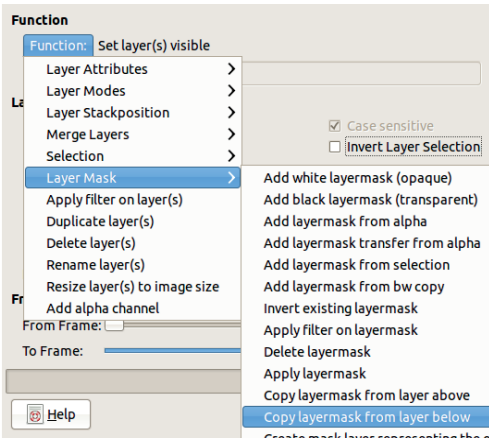 Function
Function: Set layer(s) visible
Layer Attributes
Layer Modes
Layer Stackposition
Merge Layers
Case sensitive
Selection
Invert Layer Selection
Layer Mask
Add white layermask (opaque)
Apply filter on layer(s)
Add black layermask (transparent)
Duplicate layer(s)
Add layermask from alpha
Delete layer(s)
Add layermask transfer from alpha
Rename layer(s)
Add layermask from selection
Resize layer(s) to image size
Add layermask from bw copy
Add alpha channel
Invert existing layermask
From Frame:
Apply filter on layermask
To Frame:
Delete layermask
Apply layermask
Copy layermask from layer above
Help
Copy layermask from layer below